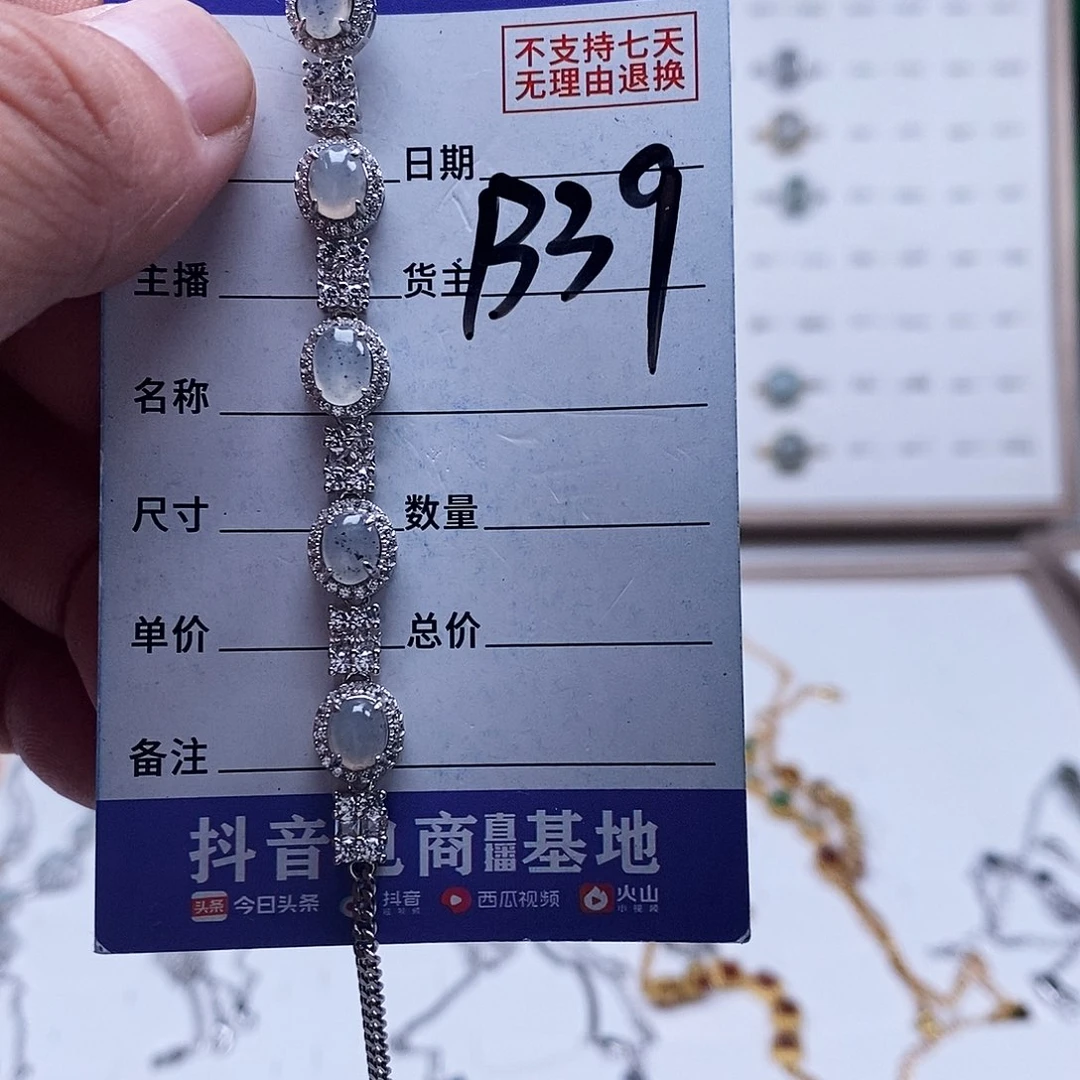 不支持七天
无理由退换
日期
B39
主播 货主
名称
尺寸 数量
单价 总价
备注
抖音电商直播基地
头条 今日头条 抖音 西瓜视频 火山